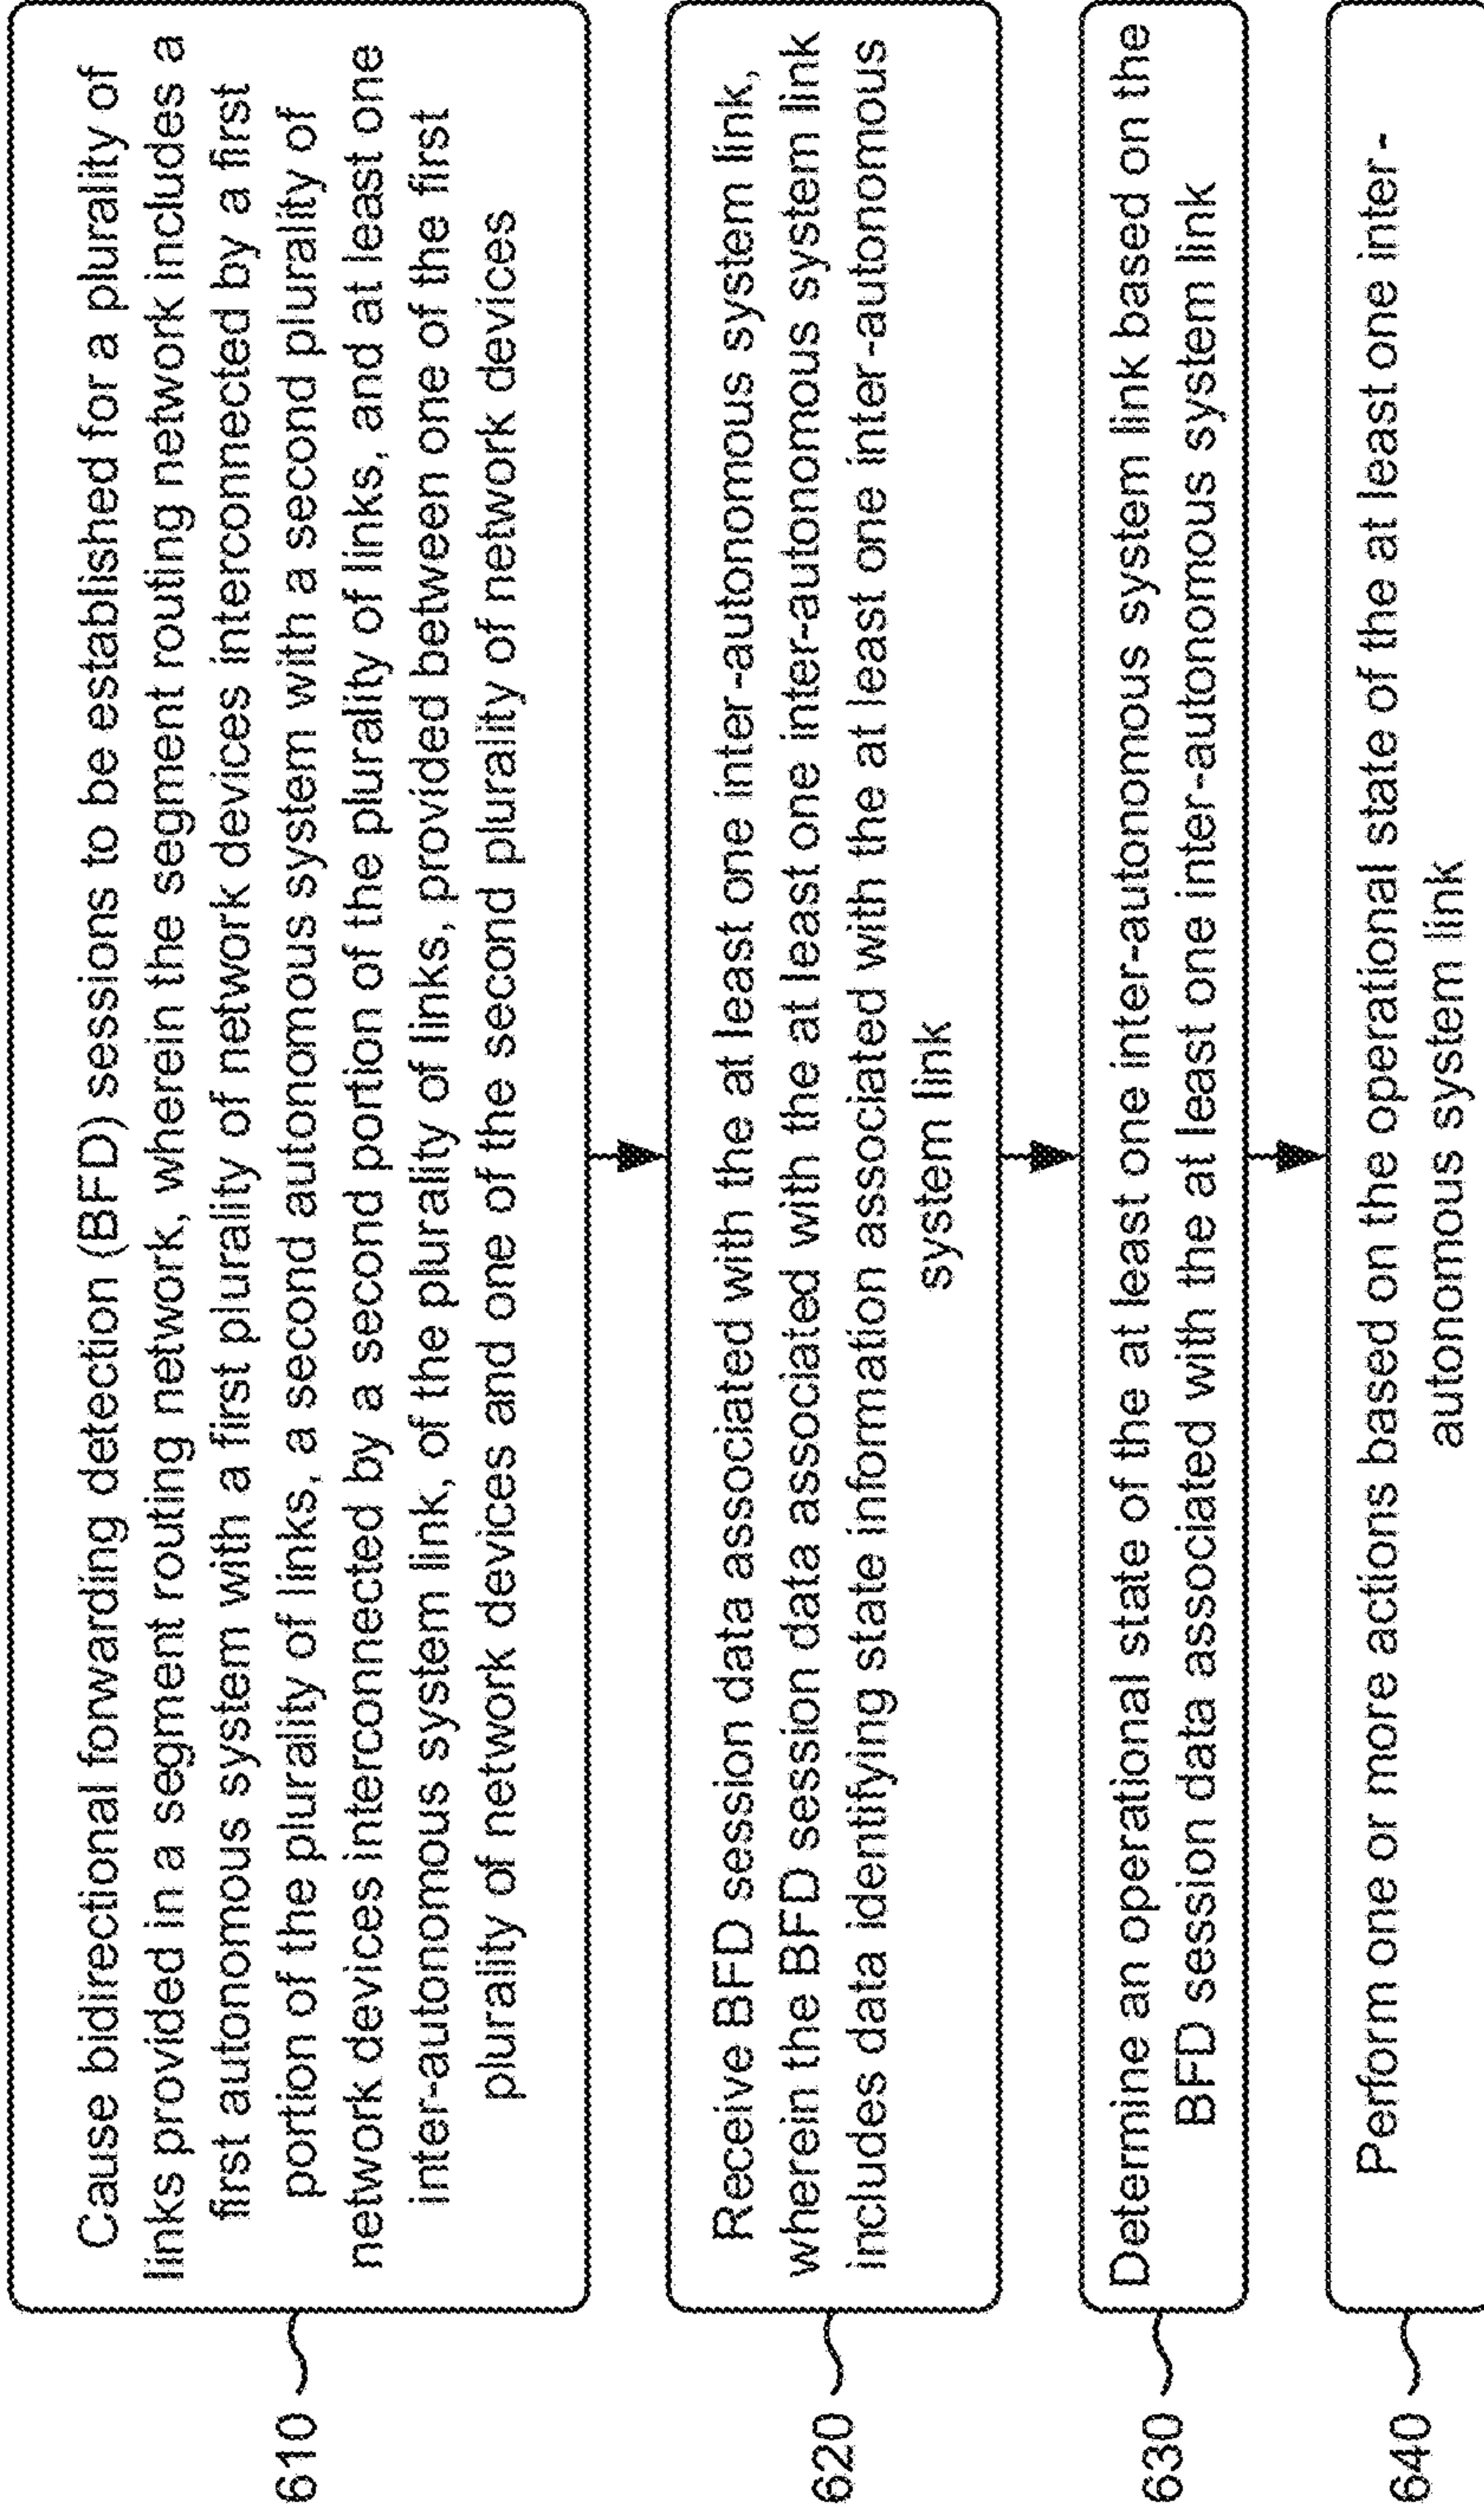 Cause bidirectional forwarding detection (BFD) sessions to be established for a plurality of
links provided in a segment routing network, wherein the segment routing network includes a
first autonomous system with a first plurality of network devices interconnected by a first
portion of the plurality of links, a second autonomous system with a second plurality of
network devices interconnected by a second portion of the plurality of links, and at least one
inter-autonomous system link, of the plurality of links, provided between one of the first
plurality of network devices and one of the second plurality of network devices
610
Receive BFD session data associated with the at least one inter-autonomous system link,
wherein the BFD session data associated with the at least one inter-autonomous system link
includes data identifying state information associated with the at least one inter-autonomous
system link
620
Determine an operational state of the at least one inter-autonomous system link based on the
BFD session data associated with the at least one inter-autonomous system link
630
Perform one or more actions based on the operational state of the at least one inter-
autonomous system link
640